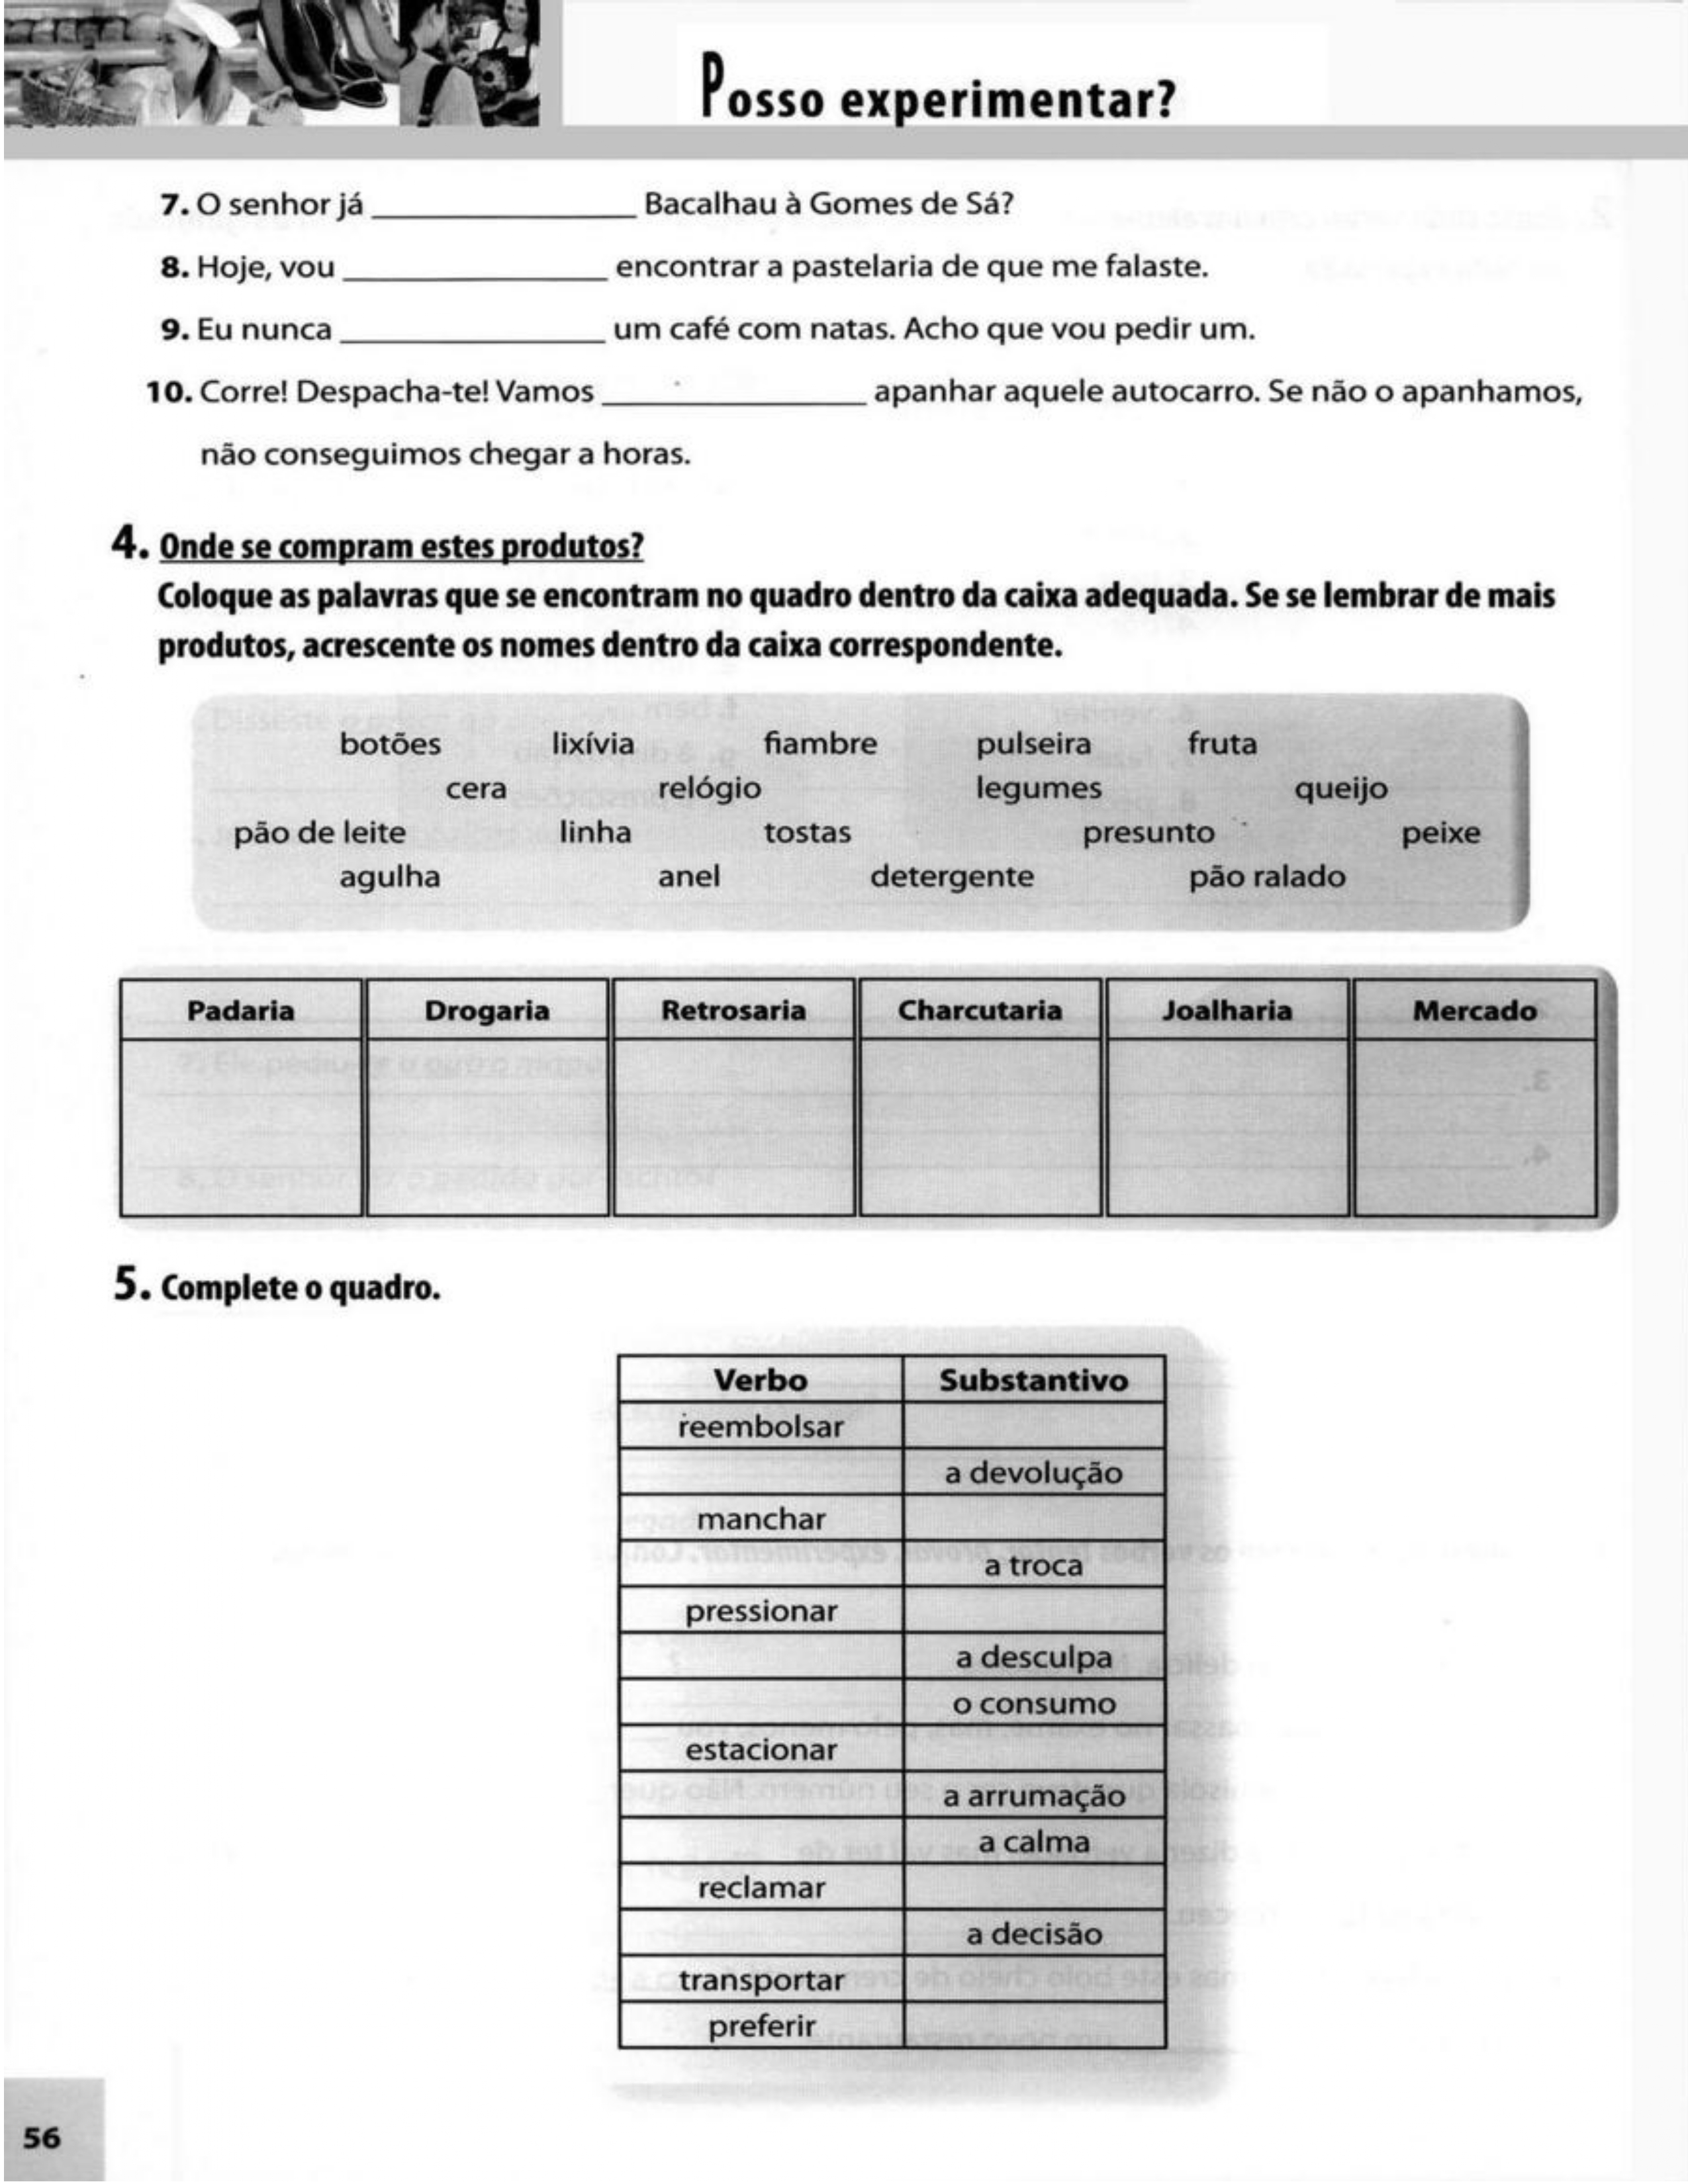 Posso experimentar?
7. O senhor já ______________ Bacalhau à Gomes de Sá?
8. Hoje, vou ______________ encontrar a pastelaria de que me falaste.
9. Eu nunca ______________ um café com natas. Acho que vou pedir um.
10. Corre! Despacha-te! Vamos ______________ apanhar aquele autocarro. Se não o apanhamos,
não conseguimos chegar a horas.
4. Onde se compram estes produtos?
Coloque as palavras que se encontram no quadro dentro da caixa adequada. Se se lembrar de mais
produtos, acrescente os nomes dentro da caixa correspondente.
botões lixívia fiambre pulseira fruta
cera relógio legumes queijo
pão de leite linha tostas presunto peixe
agulha anel detergente pão ralado
Padaria Drogaria Retrosaria Charcutaria Joalharia Mercado
5. Complete o quadro.
Verbo Substantivo
reembolsar
a devolução
manchar
a troca
pressionar
a desculpa
o consumo
estacionar
a arrumação
a calma
reclamar
a decisão
transportar
preferir
56